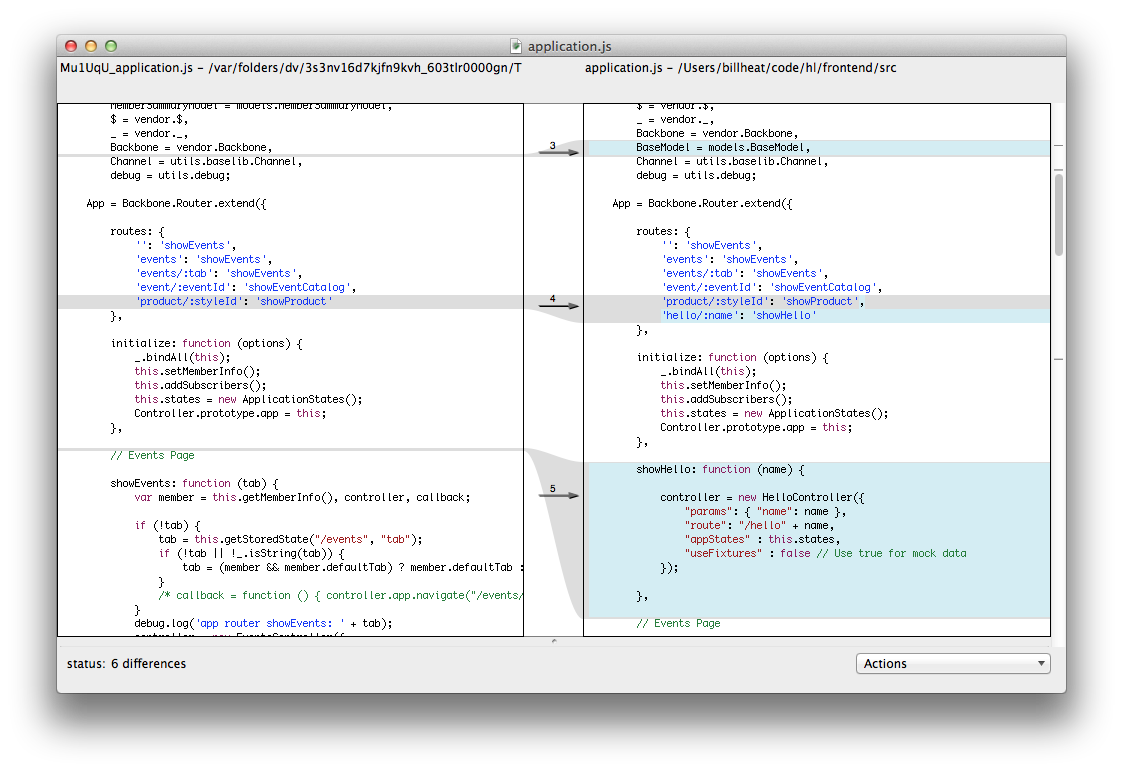 application.js
Mu1UqU_application.js - /var/folders/dv/3s3nv16d7kjfn9kvh_603tlr0000gn/T
application.js - /Users/billheat/code/hl/frontend/src
MemberSummaryModel = models.MemberSummaryModel,
$ = vendor.$,
_ = vendor._,
Backbone = vendor.Backbone,
Channel = utils.baselib.Channel,
debug = utils.debug;
App = Backbone.Router.extend({
routes: {
'': 'showEvents',
'events': 'showEvents',
'events/:tab': 'showEvents',
'event/:eventId': 'showEventCatalog',
'product/:styleId': 'showProduct'
},
initialize: function (options) {
_.bindAll(this);
this.setMemberInfo();
this.addSubscribers();
this.states = new ApplicationStates();
Controller.prototype.app = this;
},
// Events Page
showEvents: function (tab) {
var member = this.getMemberInfo(), controller, callback;
if (!tab) {
tab = this.getStoredState("/events", "tab");
if (!tab || !_.isString(tab)) {
tab = (member && member.defaultTab) ? member.defaultTab :
}
/* callback = function () { controller.app.navigate("/events/
}
debug.log('app router showEvents: ' + tab);
controller = new EventsController({
3
4
5
$ = vendor.$,
_ = vendor._,
Backbone = vendor.Backbone,
BaseModel = models.BaseModel,
Channel = utils.baselib.Channel,
debug = utils.debug;
App = Backbone.Router.extend({
routes: {
'': 'showEvents',
'events': 'showEvents',
'events/:tab': 'showEvents',
'event/:eventId': 'showEventCatalog',
'product/:styleId': 'showProduct',
'hello/:name': 'showHello'
},
initialize: function (options) {
_.bindAll(this);
this.setMemberInfo();
this.addSubscribers();
this.states = new ApplicationStates();
Controller.prototype.app = this;
},
showHello: function (name) {
controller = new HelloController({
"params": { "name": name },
"route": "/hello" + name,
"appStates" : this.states,
"useFixtures" : false // Use true for mock data
});
},
// Events Page
status: 6 differences
Actions